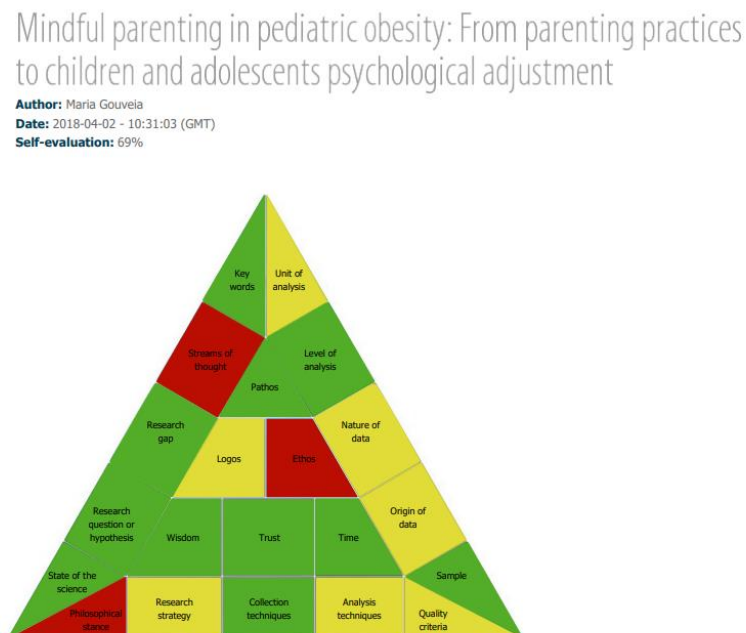 Mindful parenting in pediatric obesity: From parenting practices
to children and adolescents psychological adjustment
Author: Maria Gouveia
Date: 2018-04-02 - 10:31:03 (GMT)
Self-evaluation: 69%
Key
words
Unit of
analysis
Streams of
thought
Level of
analysis
Pathos
Research
gap
Nature of
data
Logos
Ethos
Research
question or
hypothesis
Origin of
data
Wisdom
Trust
Time
State of the
science
Sample
Philosophical
stance
Research
strategy
Collection
techniques
Analysis
techniques
Quality
criteria